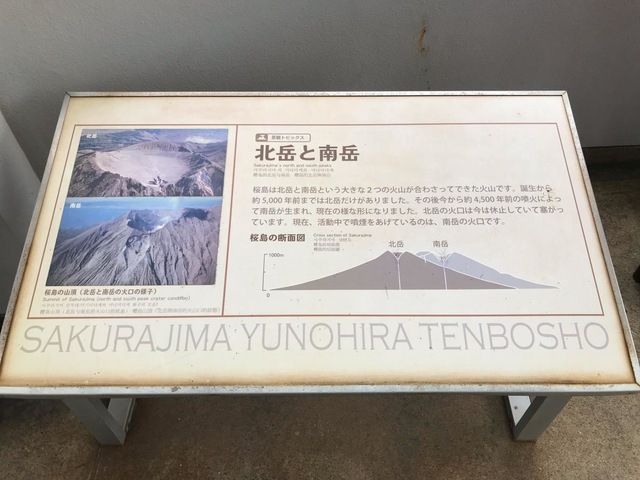 北岳
南岳
桜島の山頂（北岳と南岳の火口の様子）
Summit of Sakurajima (north and south peak crater condition)
景観トピックス
北岳と南岳
Sakurajima's north and south peaks
桜島は北岳と南岳という大きな２つの火山が合わさってできた火山です。誕生から
約5,000年前までは北岳だけがありました。その後今から約4,500年前の噴火によっ
て南岳が生まれ、現在の様な形になりました。北岳の火口は今は休止していて塞がっ
ています。現在、活動中で噴煙をあげているのは、南岳の火口です。
桜島の断面図
Cross section of Sakurajima
北岳
南岳
1000m
0
SAKURAJIMA YUNOHIRA TENBOSHO